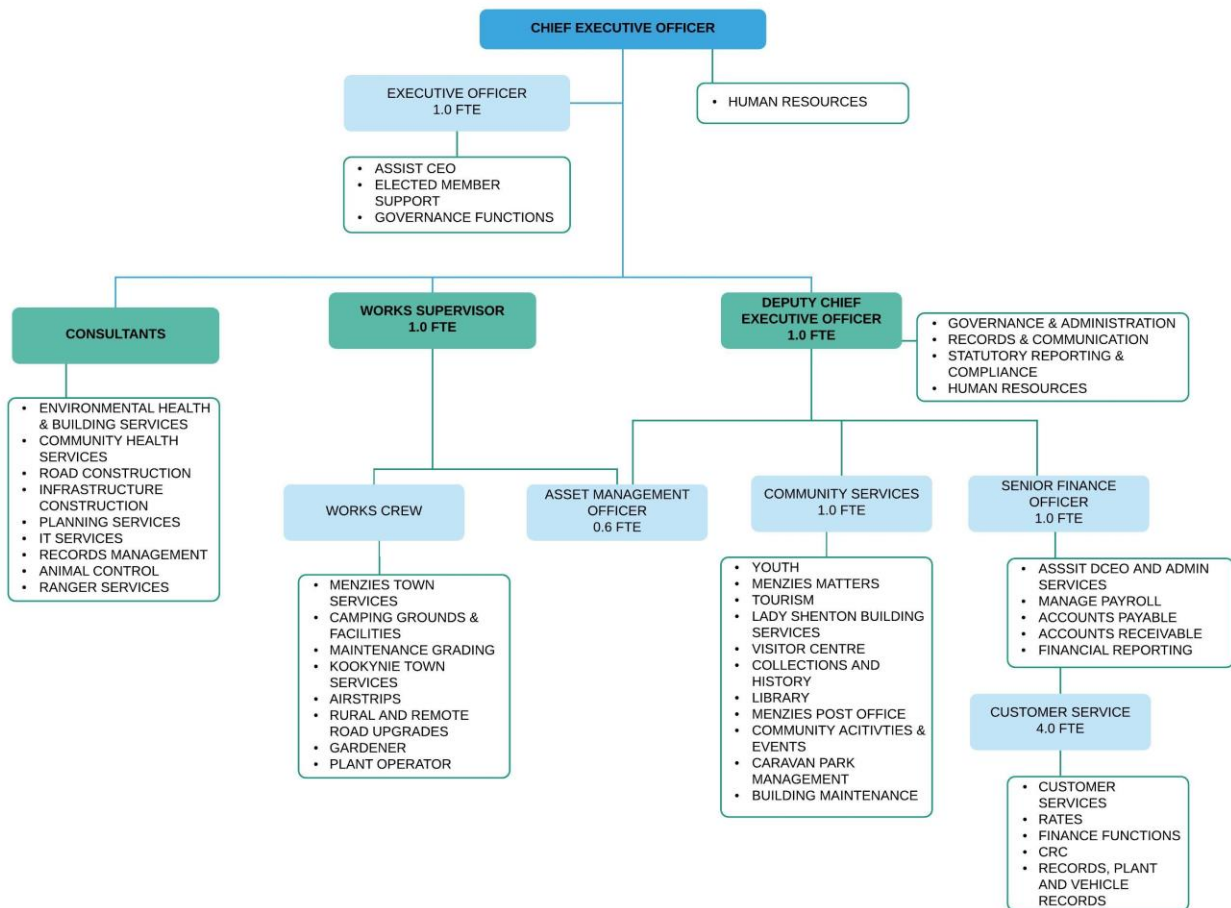 CHIEF EXECUTIVE OFFICER
EXECUTIVE OFFICER
1.0 FTE
• HUMAN RESOURCES
• ASSIST CEO
• ELECTED MEMBER
SUPPORT
• GOVERNANCE FUNCTIONS
CONSULTANTS
WORKS SUPERVISOR
1.0 FTE
DEPUTY CHIEF
EXECUTIVE OFFICER
1.0 FTE
• GOVERNANCE & ADMINISTRATION
• RECORDS & COMMUNICATION
• STATUTORY REPORTING &
COMPLIANCE
• HUMAN RESOURCES
• ENVIRONMENTAL HEALTH
& BUILDING SERVICES
• COMMUNITY HEALTH
SERVICES
• ROAD CONSTRUCTION
• INFRASTRUCTURE
CONSTRUCTION
• PLANNING SERVICES
• IT SERVICES
• RECORDS MANAGEMENT
• ANIMAL CONTROL
• RANGER SERVICES
WORKS CREW
ASSET MANAGEMENT
OFFICER
0.6 FTE
COMMUNITY SERVICES
1.0 FTE
SENIOR FINANCE
OFFICER
1.0 FTE
• MENZIES TOWN
SERVICES
• CAMPING GROUNDS &
FACILITIES
• MAINTENANCE GRADING
• KOOKYNIE TOWN
SERVICES
• AIRSTRIPS
• RURAL AND REMOTE
ROAD UPGRADES
• GARDENER
• PLANT OPERATOR
• YOUTH
• MENZIES MATTERS
• TOURISM
• LADY SHENTON BUILDING
SERVICES
• VISITOR CENTRE
• COLLECTIONS AND
HISTORY
• LIBRARY
• MENZIES POST OFFICE
• COMMUNITY ACITIVTIES &
EVENTS
• CARAVAN PARK
MANAGEMENT
• BUILDING MAINTENANCE
• ASSSIT DCEO AND ADMIN
SERVICES
• MANAGE PAYROLL
• ACCOUNTS PAYABLE
• ACCOUNTS RECEIVABLE
• FINANCIAL REPORTING
CUSTOMER SERVICE
4.0 FTE
• CUSTOMER
SERVICES
• RATES
• FINANCE FUNCTIONS
• CRC
• RECORDS, PLANT
AND VEHICLE
RECORDS